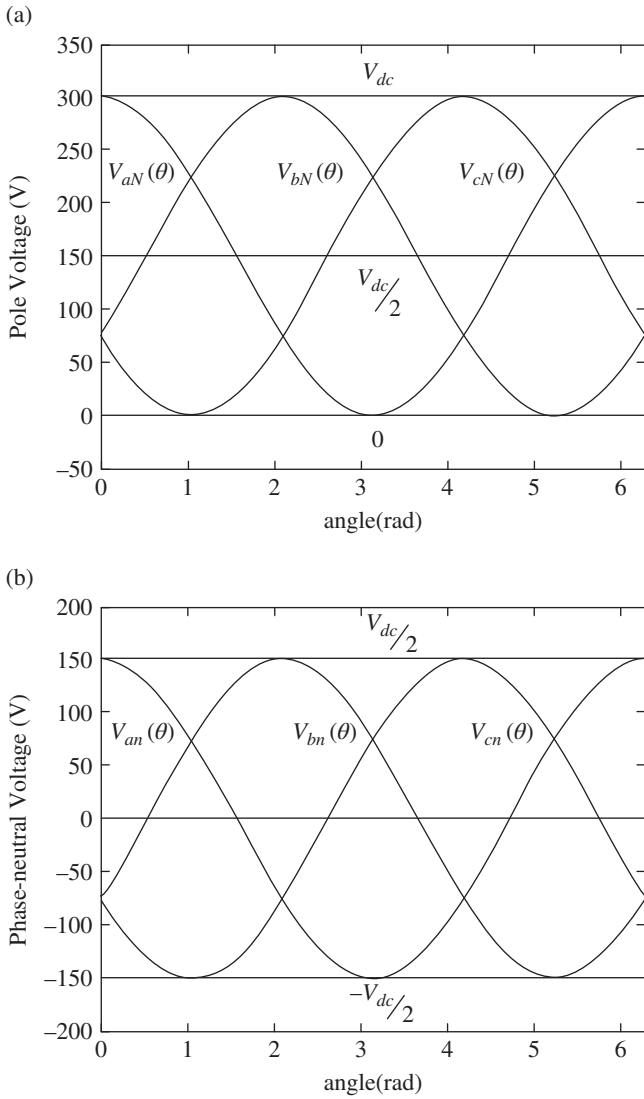 (a)
350
V_dc
300
250
V_aN(θ) V_bN(θ) V_cN(θ)
200
150
V_dc/2
100
50
0
0
−50
0 1 2 3 4 5 6
Pole Voltage (V)
angle(rad)
(b)
200
V_dc/2
150
100
V_an(θ) V_bn(θ) V_cn(θ)
50
0
−50
−100
−150
−V_dc/2
−200
0 1 2 3 4 5 6
Phase-neutral Voltage (V)
angle(rad)